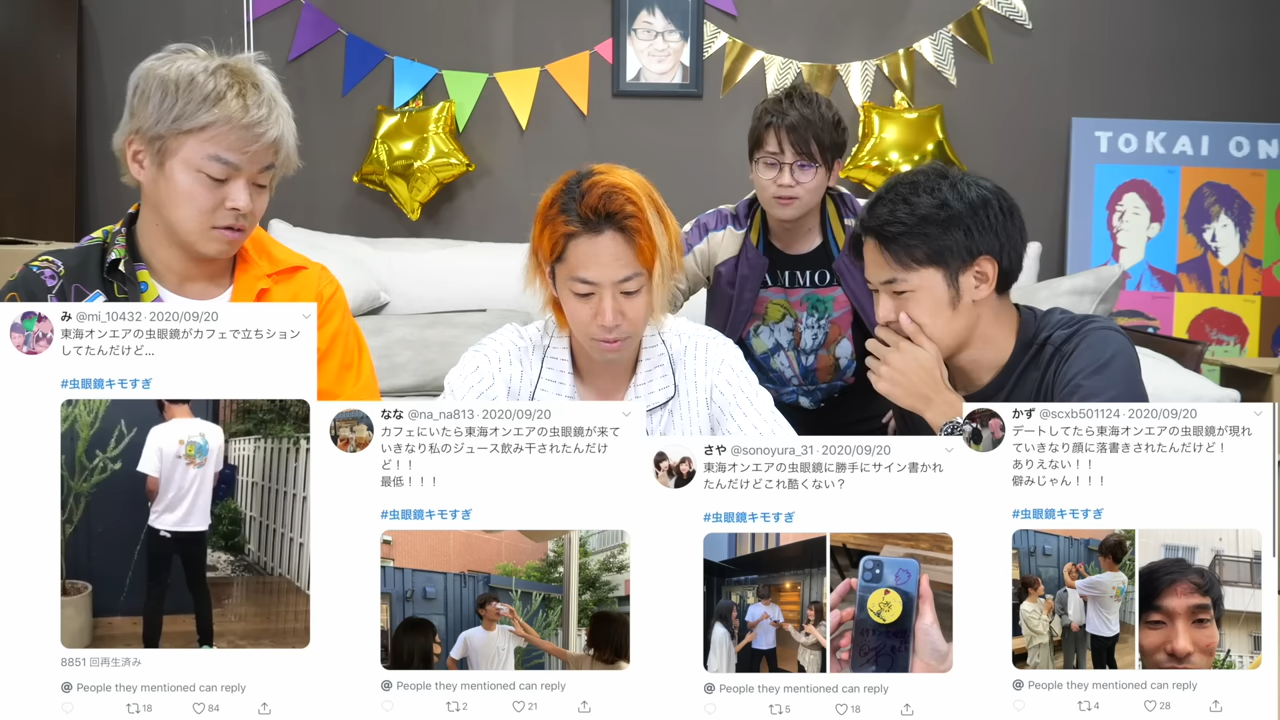 TOKAI ON
AMMON
み @mi_10432 · 2020/09/20
東海オンエアの虫眼鏡がカフェで立ちション
してたんだけど...
#虫眼鏡キモすぎ
8851 回再生済み
@ People they mentioned can reply
18
84
なな @na_na813 · 2020/09/20
カフェにいたら東海オンエアの虫眼鏡が来て
いきなり私のジュース飲み干されたんだけ
ど！！
最低！！！
#虫眼鏡キモすぎ
@ People they mentioned can reply
2
21
さや @sonoyura_31 · 2020/09/20
東海オンエアの虫眼鏡に勝手にサイン書かれ
たんだけどこれ酷くない？
#虫眼鏡キモすぎ
@ People they mentioned can reply
5
18
かず @scxb501124 · 2020/09/20
デートしてたら東海オンエアの虫眼鏡が現れ
ていきなり顔に落書きされたんだけど！
ありえない！！
僻みじゃん！！！
#虫眼鏡キモすぎ
@ People they mentioned can reply
4
28